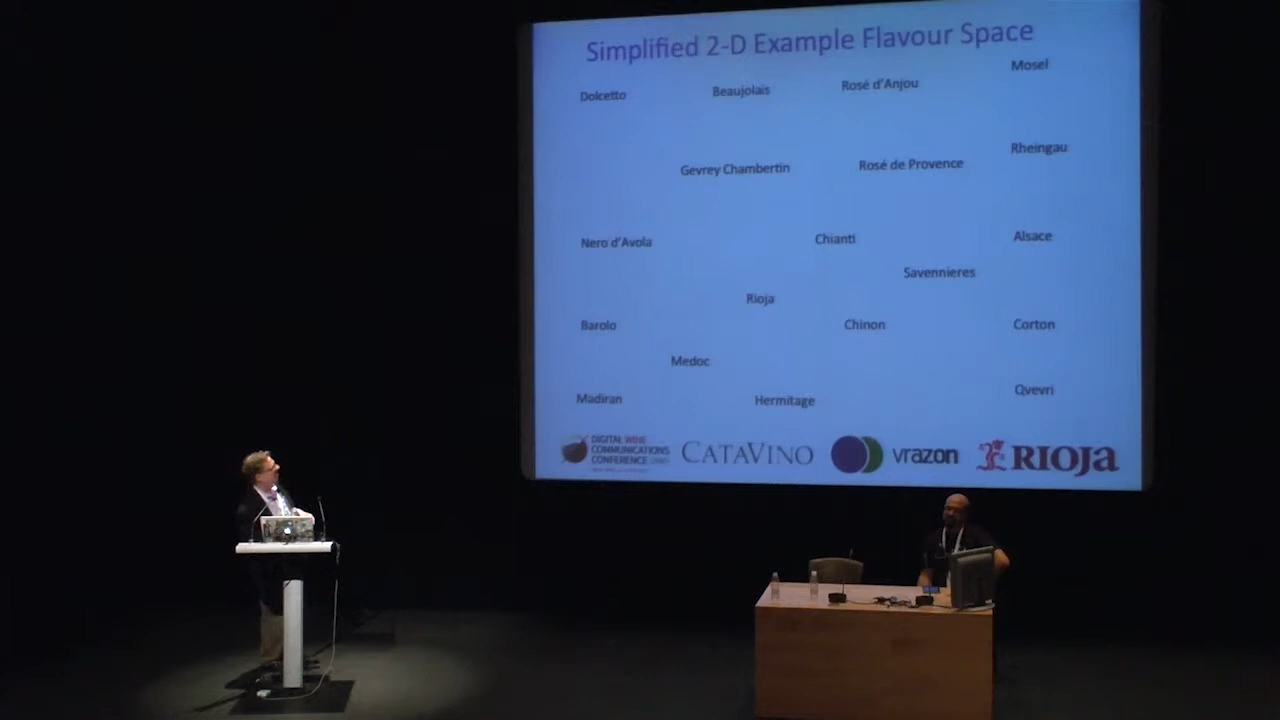 Simplified 2-D Example Flavour Space
Mosel
Dolcetto
Beaujolais
Rosé d'Anjou
Gevrey Chambertin
Rosé de Provence
Rheingau
Nero d'Avola
Chianti
Alsace
Savennieres
Rioja
Barolo
Chinon
Corton
Medoc
Madiran
Hermitage
Qvevri
DIGITAL WINE
COMMUNICATIONS
CONFERENCE
CATAVINO
vrazon
RIOJA